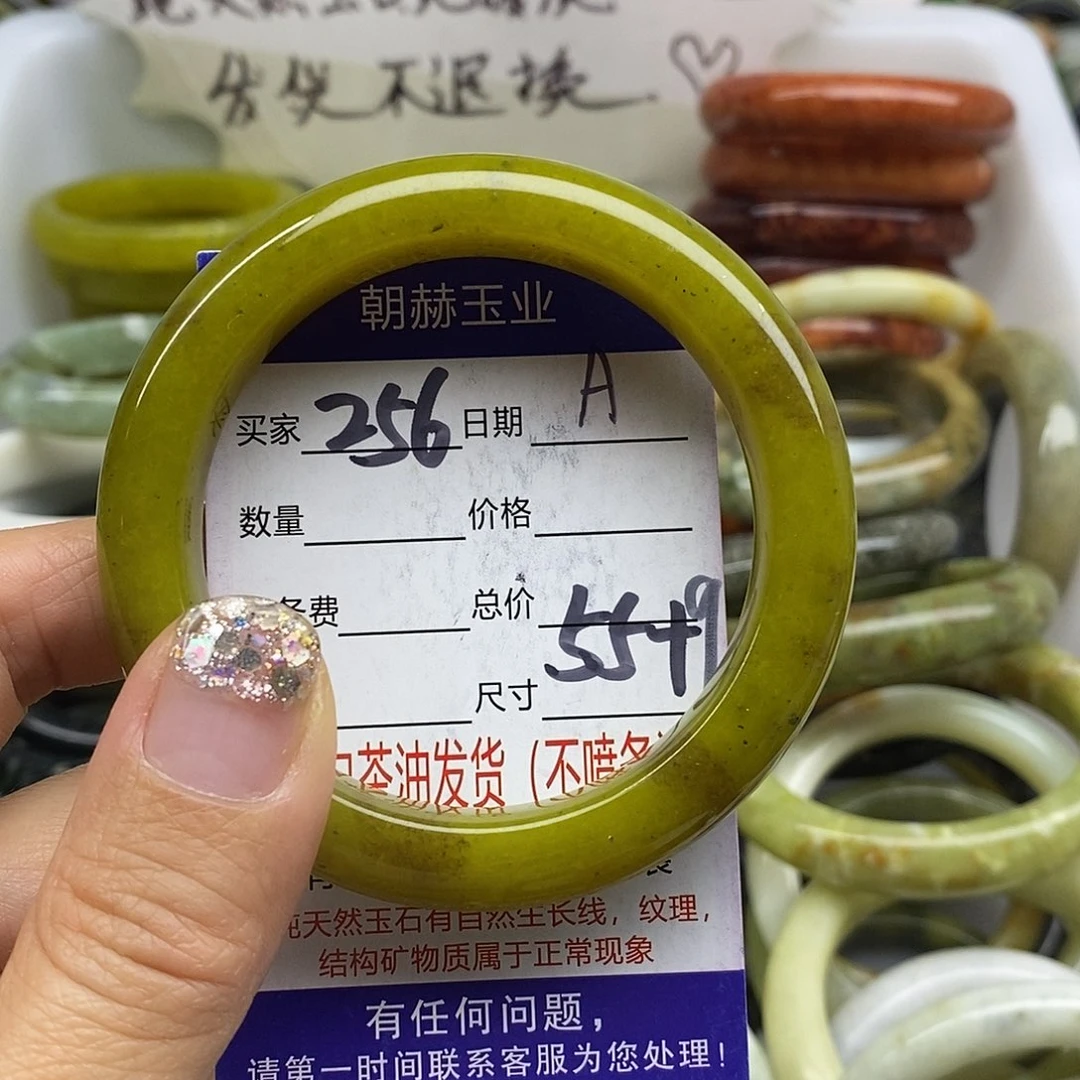 售出不退换
朝赫玉业
买家 256 日期 A
数量 价格
务费 总价 5549
尺寸
茶油发货（不喷
纯天然玉石有自然生长线，纹理，
结构矿物质属于正常现象
有任何问题，
请第一时间联系客服为您处理！